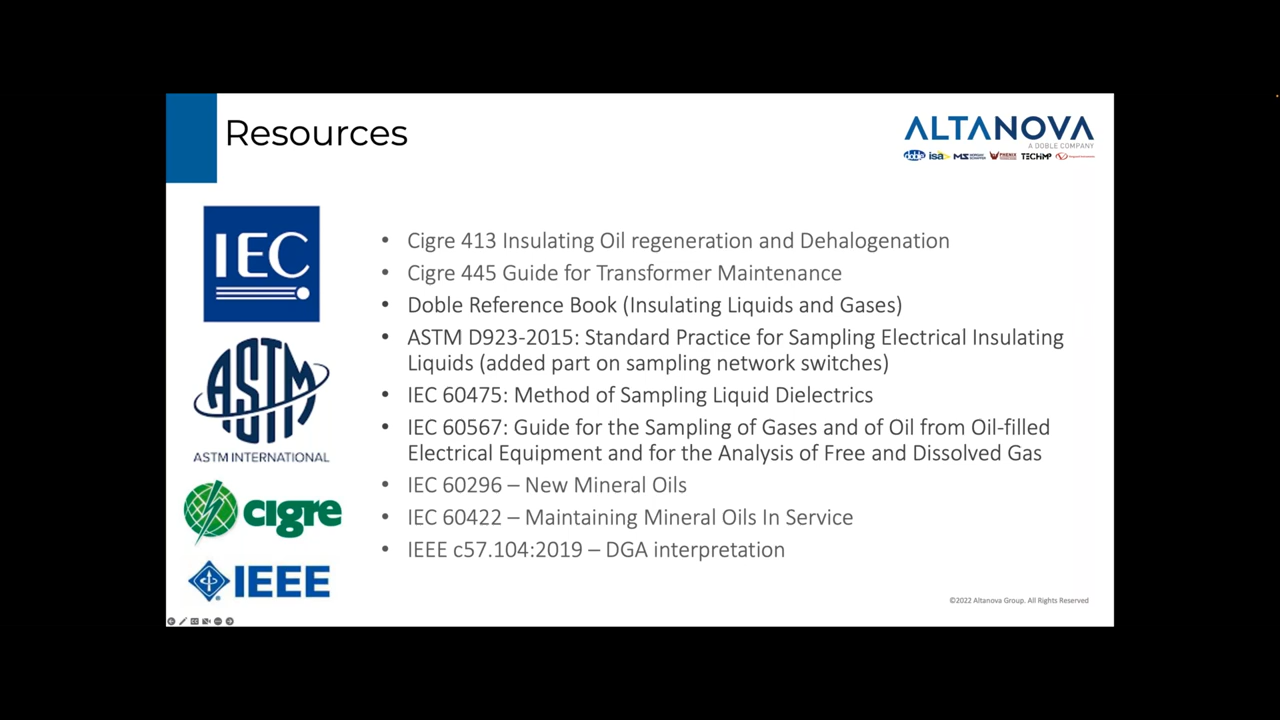 Resources
ALTANOVA
A DOBLE COMPANY
doble isa TECHIMP
IEC
ASTM
ASTM INTERNATIONAL
cigre
IEEE
• Cigre 413 Insulating Oil regeneration and Dehalogenation
• Cigre 445 Guide for Transformer Maintenance
• Doble Reference Book (Insulating Liquids and Gases)
• ASTM D923-2015: Standard Practice for Sampling Electrical Insulating
Liquids (added part on sampling network switches)
• IEC 60475: Method of Sampling Liquid Dielectrics
• IEC 60567: Guide for the Sampling of Gases and of Oil from Oil-filled
Electrical Equipment and for the Analysis of Free and Dissolved Gas
• IEC 60296 – New Mineral Oils
• IEC 60422 – Maintaining Mineral Oils In Service
• IEEE c57.104:2019 – DGA interpretation
©2022 Altanova Group. All Rights Reserved